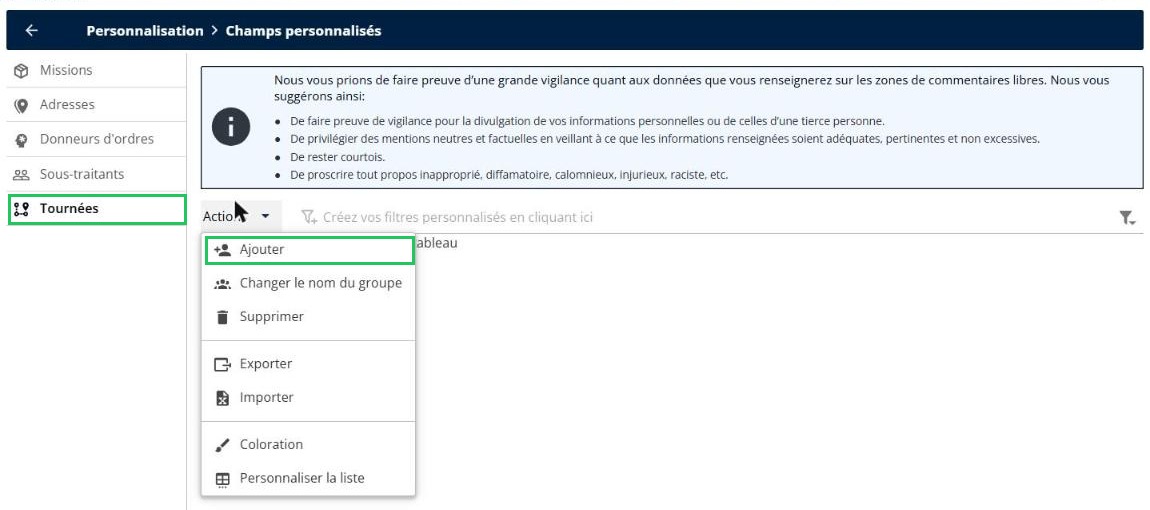 Personnalisation > Champs personnalisés
Missions
Adresses
Donneurs d'ordres
Sous-traitants
Tournées
Nous vous prions de faire preuve d'une grande vigilance quant aux données que vous renseignerez sur les zones de commentaires libres. Nous vous
suggérons ainsi:
• De faire preuve de vigilance pour la divulgation de vos informations personnelles ou de celles d'une tierce personne.
• De privilégier des mentions neutres et factuelles en veillant à ce que les informations renseignées soient adéquates, pertinentes et non excessives.
• De rester courtois.
• De proscrire tout propos inapproprié, diffamatoire, calomnieux, injurieux, raciste, etc.
Créez vos filtres personnalisés en cliquant ici
Ajouter
Changer le nom du groupe
Supprimer
Exporter
Importer
Coloration
Personnaliser la liste